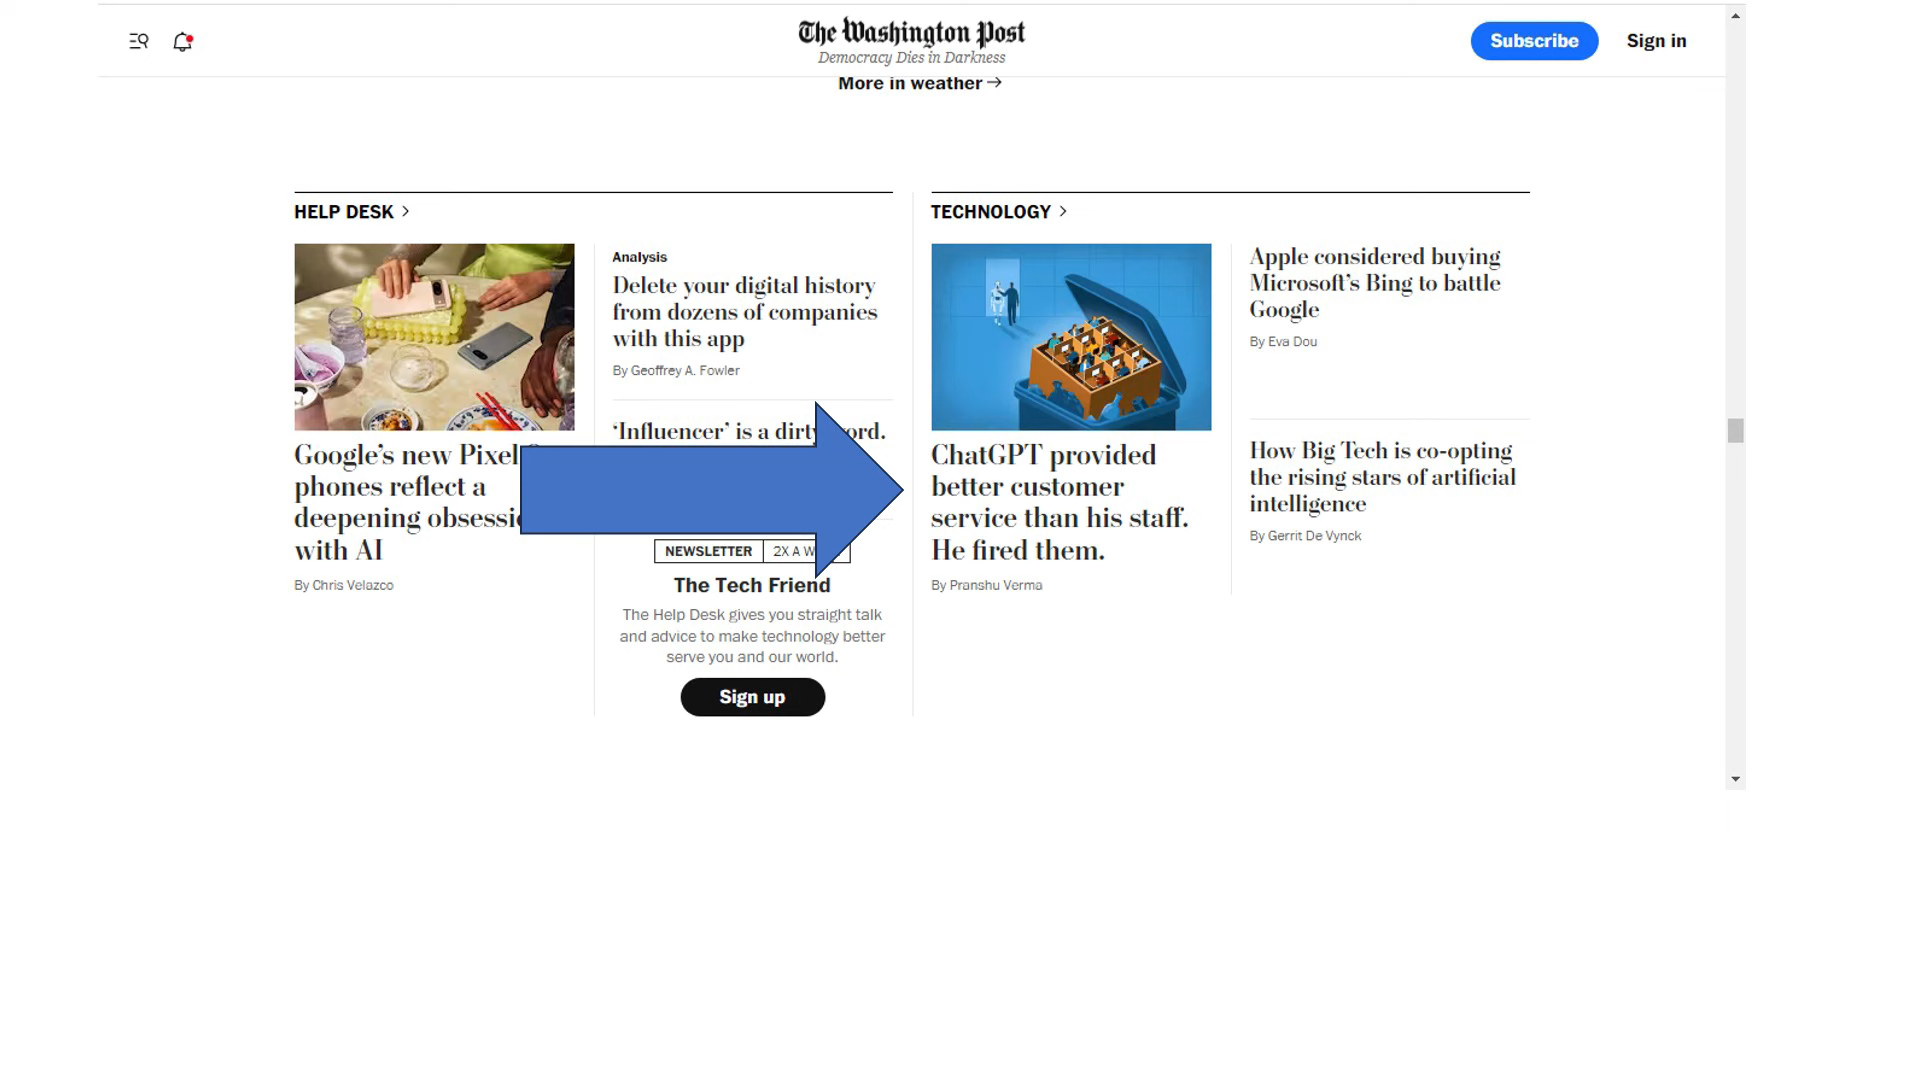 The Washington Post
Democracy Dies in Darkness
Subscribe
Sign in
More in weather
HELP DESK
Google's new Pixel
phones reflect a
deepening
with AI
By Chris Velazco
Analysis
Delete your digital history
from dozens of companies
with this app
By Geoffrey A. Fowler
‘Influencer’ is a dirty word.
NEWSLETTER
2X A
The Tech Friend
The Help Desk gives you straight talk
and advice to make technology better
serve you and our world.
Sign up
TECHNOLOGY
ChatGPT provided
better customer
service than his staff.
He fired them.
By Pranshu Verma
Apple considered buying
Microsoft's Bing to battle
Google
By Eva Dou
How Big Tech is co-opting
the rising stars of artificial
intelligence
By Gerrit De Vynck